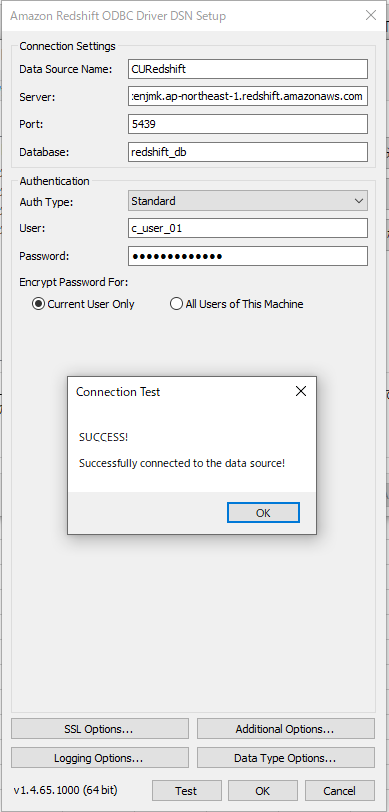 Amazon Redshift ODBC Driver DSN Setup
Connection Settings
Data Source Name: CURedshift
Server: :enjmk.ap-northeast-1.redshift.amazonaws.com
Port: 5439
Database: redshift_db
Authentication
Auth Type: Standard
User: c_user_01
Password: •••••••••••••
Encrypt Password For:
Current User Only All Users of This Machine
Connection Test
SUCCESS!
Successfully connected to the data source!
OK
SSL Options... Additional Options...
Logging Options... Data Type Options...
v1.4.65.1000 (64 bit) Test OK Cancel